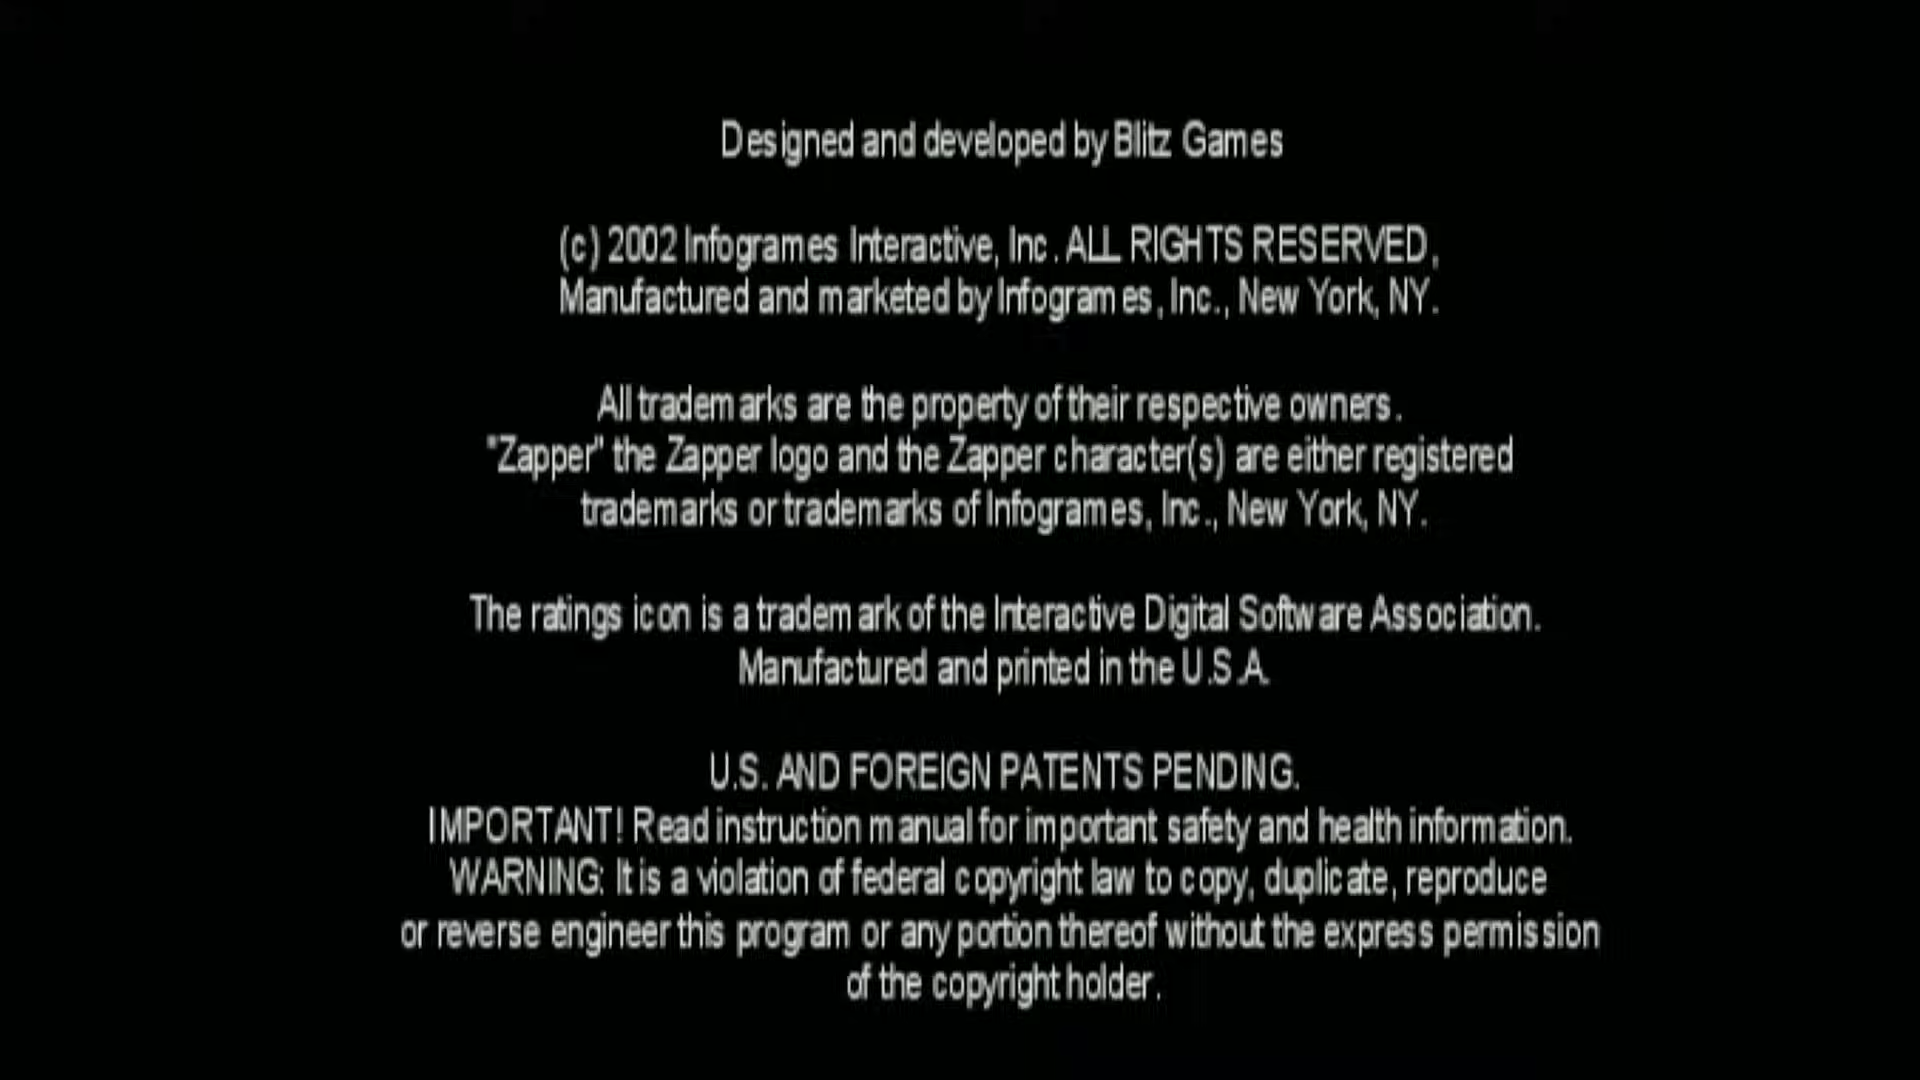 Designed and developed by Blitz Games
(c) 2002 Infogrames Interactive, Inc. ALL RIGHTS RESERVED,
Manufactured and marketed by Infogrames, Inc., New York, NY.
All trademarks are the property of their respective owners.
"Zapper" the Zapper logo and the Zapper character(s) are either registered
trademarks or trademarks of Infogrames, Inc., New York, NY.
The ratings icon is a trademark of the Interactive Digital Software Association.
Manufactured and printed in the U.S.A.
U.S. AND FOREIGN PATENTS PENDING.
IMPORTANT! Read instruction manual for important safety and health information.
WARNING: It is a violation of federal copyright law to copy, duplicate, reproduce
or reverse engineer this program or any portion thereof without the express permission
of the copyright holder.